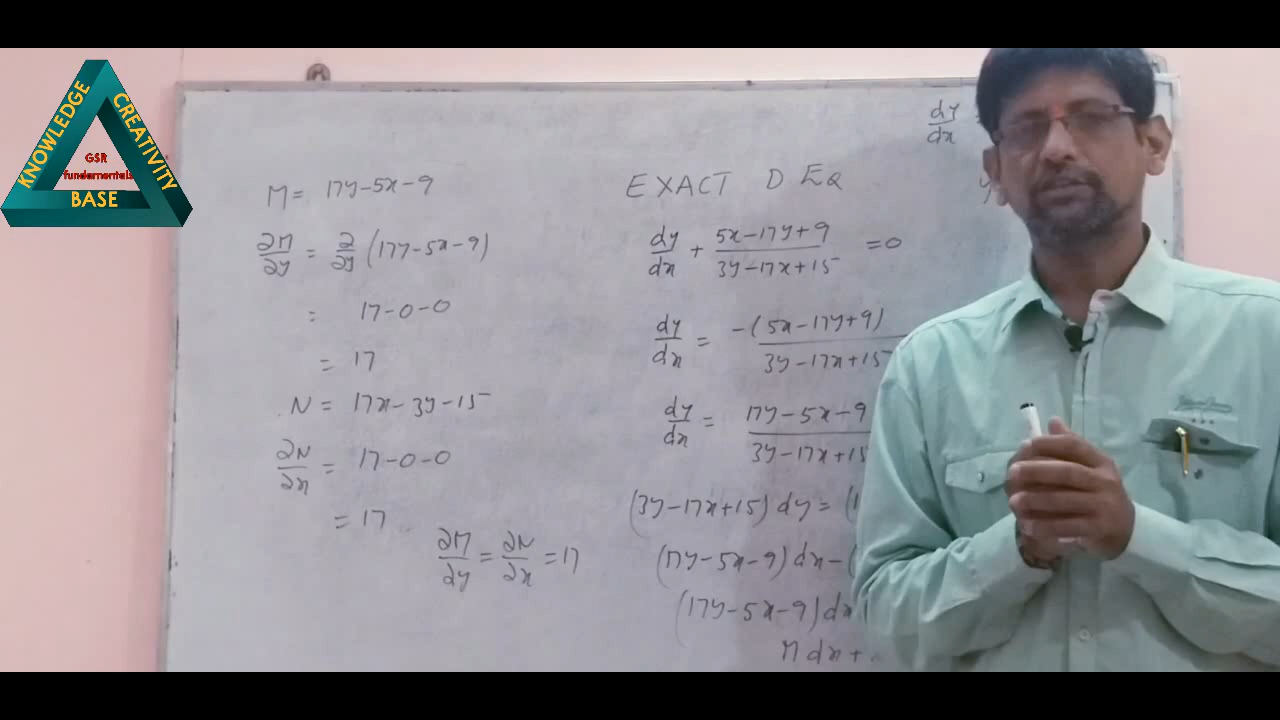 KNOWLEDGE
CREATIVITY
GSR
fundamentals
BASE
M = 17y-5x-9
∂M/∂y = ∂/∂y (17y-5x-9)
= 17-0-0
= 17
N = 17x-3y-15
∂N/∂x = 17-0-0
= 17
∂M/∂y = ∂N/∂x = 17
dy/dx =
y
EXACT D EQ
dy/dx + (5x-17y+9)/(3y-17x+15) = 0
dy/dx = -(5x-17y+9)/(3y-17x+15
dy/dx = (17y-5x-9)/(3y-17x+15
(3y-17x+15) dy = (1
(17y-5x-9) dx - (
(17y-5x-9) dx
M dx +